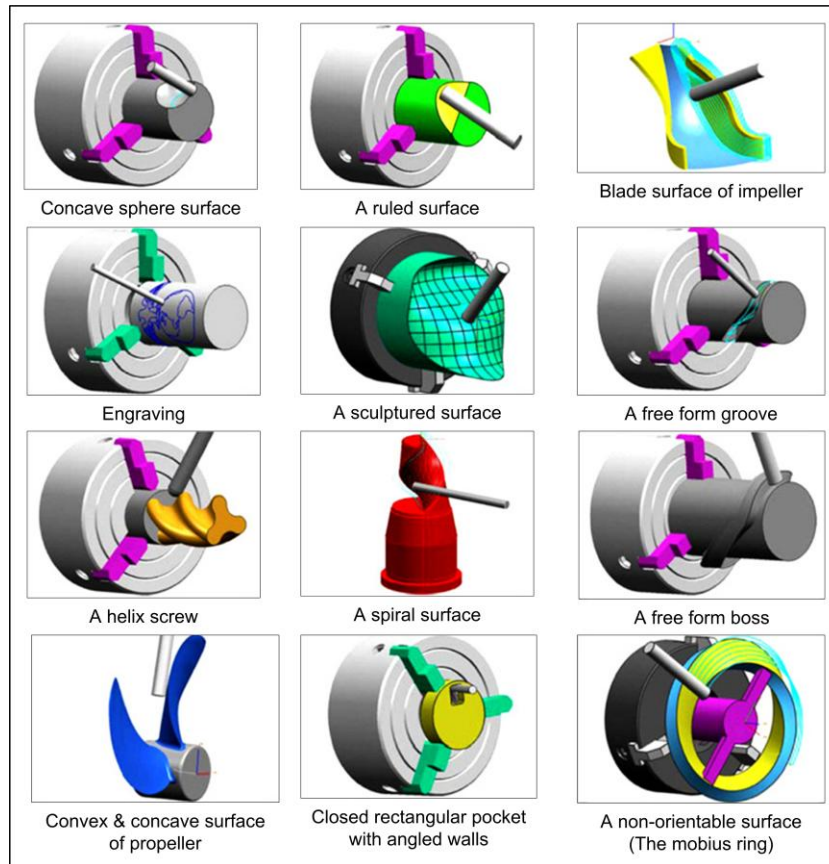 Concave sphere surface
A ruled surface
Blade surface of impeller
Engraving
A sculptured surface
A free form groove
A helix screw
A spiral surface
A free form boss
Convex & concave surface
of propeller
Closed rectangular pocket
with angled walls
A non-orientable surface
(The mobius ring)